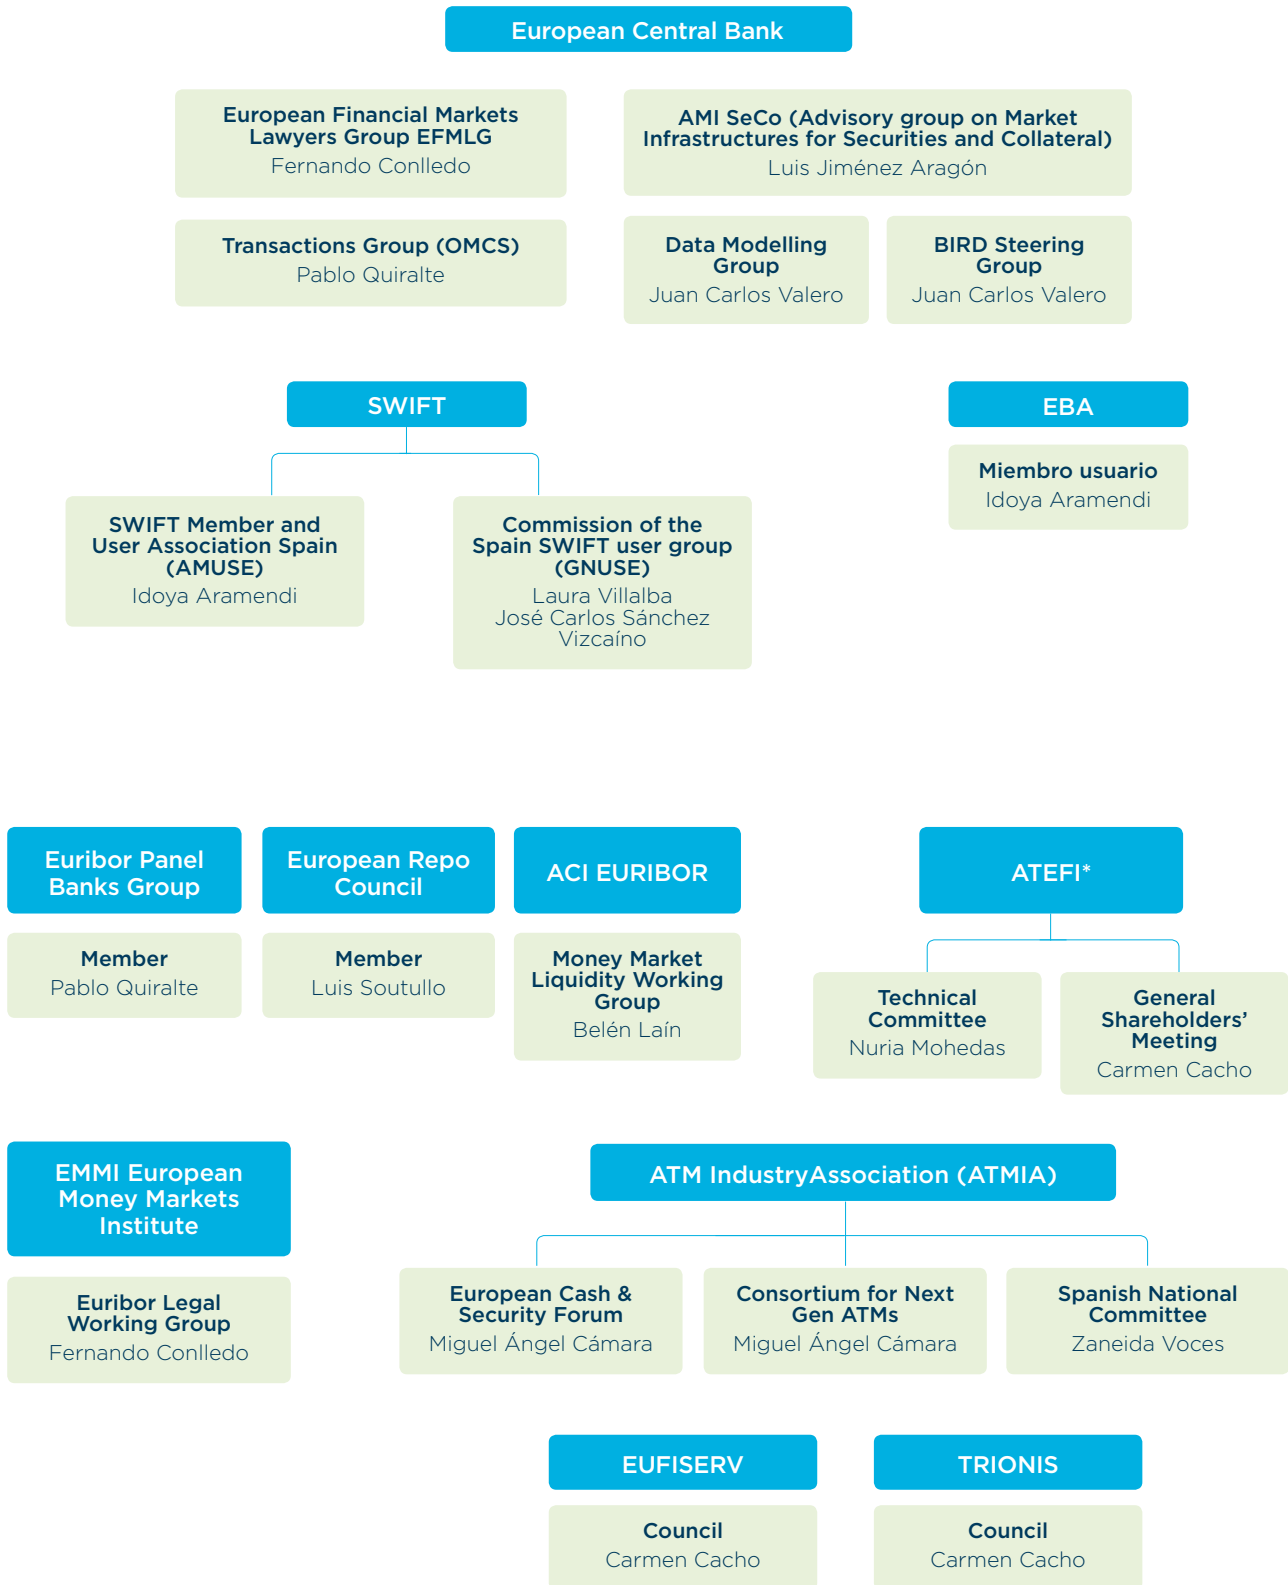 European Central Bank
European Financial Markets
Lawyers Group EFMLG
Fernando Conlledo
AMI SeCo (Advisory group on Market
Infrastructures for Securities and Collateral)
Luis Jiménez Aragón
Transactions Group (OMCS)
Pablo Quiralte
Data Modelling
Group
Juan Carlos Valero
BIRD Steering
Group
Juan Carlos Valero
SWIFT
SWIFT Member and
User Association Spain
(AMUSE)
Idoya Aramendi
Commission of the
Spain SWIFT user group
(GNUSE)
Laura Villalba
José Carlos Sánchez
Vizcaíno
EBA
Miembro usuario
Idoya Aramendi
Euribor Panel
Banks Group
Member
Pablo Quiralte
European Repo
Council
Member
Luis Soutullo
ACI EURIBOR
Money Market
Liquidity Working
Group
Belén Laín
ATEFI*
Technical
Committee
Nuria Mohedas
General
Shareholders’
Meeting
Carmen Cacho
EMMI European
Money Markets
Institute
Euribor Legal
Working Group
Fernando Conlledo
ATM IndustryAssociation (ATMIA)
European Cash &
Security Forum
Miguel Ángel Cámara
Consortium for Next
Gen ATMs
Miguel Ángel Cámara
Spanish National
Committee
Zaneida Voces
EUFISERV
Council
Carmen Cacho
TRIONIS
Council
Carmen Cacho